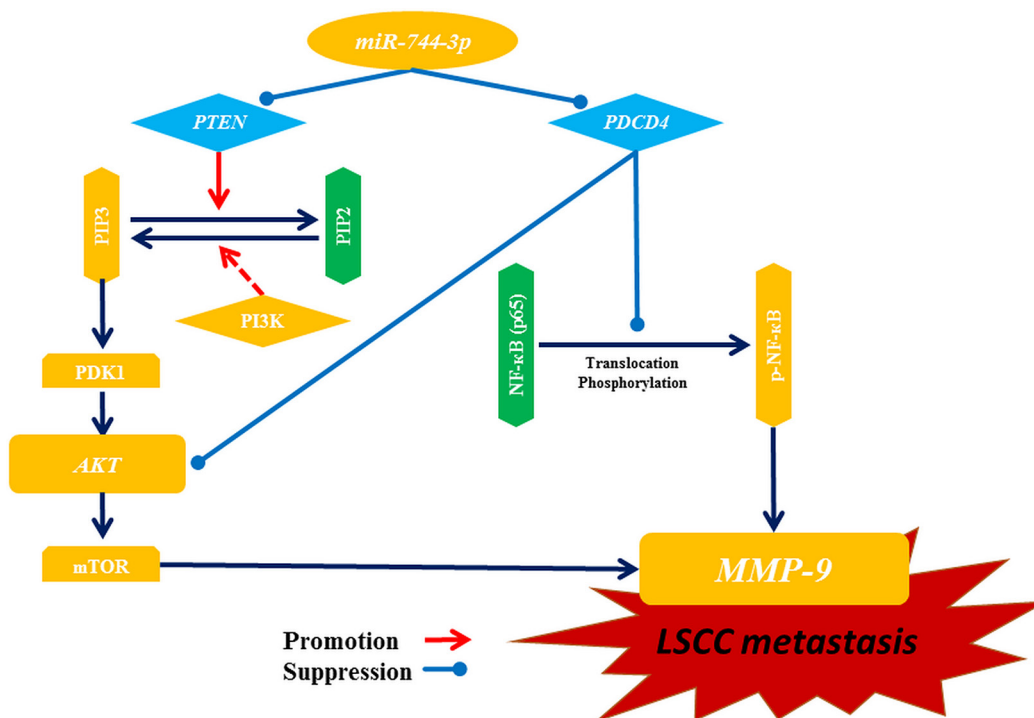 miR-744-3p
PTEN
PDCD4
PIP3
PIP2
PI3K
NF-κB (p65)
Translocation
Phosphorylation
p-NF-κB
PDK1
AKT
mTOR
MMP-9
LSCC metastasis
Promotion
Suppression